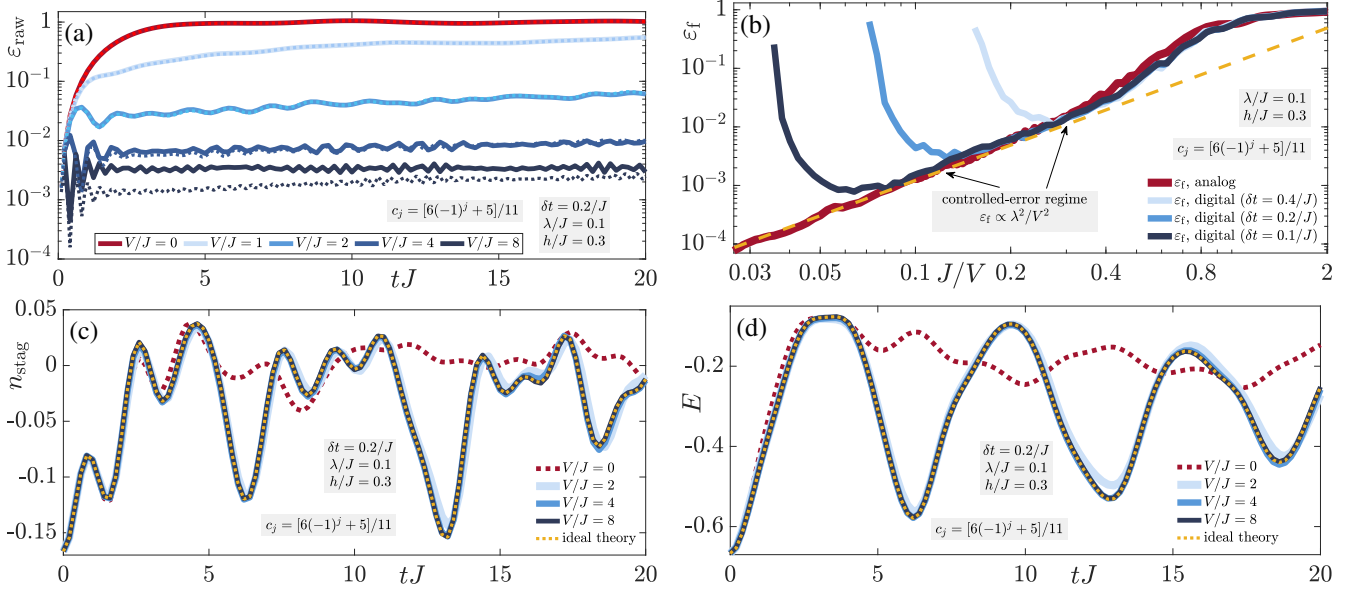 (a)
ε_raw
1
10^−1
10^−2
10^−3
10^−4
c_j = [6(−1)^j + 5]/11
δt = 0.2/J
λ/J = 0.1
h/J = 0.3
V/J = 0 V/J = 1 V/J = 2 V/J = 4 V/J = 8
0 5 10 15 20
tJ
(b)
ε_f
1
10^−1
10^−2
10^−3
10^−4
λ/J = 0.1
h/J = 0.3
c_j = [6(−1)^j + 5]/11
controlled-error regime
ε_f ∝ λ^2/V^2
ε_f, analog
ε_f, digital (δt = 0.4/J)
ε_f, digital (δt = 0.2/J)
ε_f, digital (δt = 0.1/J)
0.03 0.05 0.1 J/V 0.2 0.4 0.8 2
(c)
n_stag
0.05
0
-0.05
-0.1
-0.15
δt = 0.2/J
λ/J = 0.1
h/J = 0.3
c_j = [6(−1)^j + 5]/11
V/J = 0
V/J = 2
V/J = 4
V/J = 8
ideal theory
0 5 10 15 20
tJ
(d)
E
-0.2
-0.4
-0.6
δt = 0.2/J
λ/J = 0.1
h/J = 0.3
c_j = [6(−1)^j + 5]/11
V/J = 0
V/J = 2
V/J = 4
V/J = 8
ideal theory
0 5 10 15 20
tJ